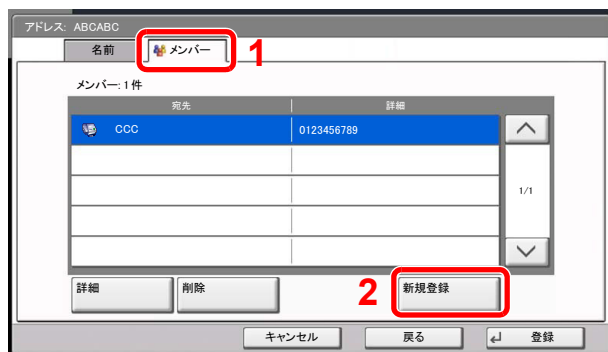 アドレス: ABCABC
名前 メンバー 1
メンバー: 1件
宛先 詳細
CCC 0123456789
1/1
詳細 削除 2 新規登録
キャンセル 戻る 登録